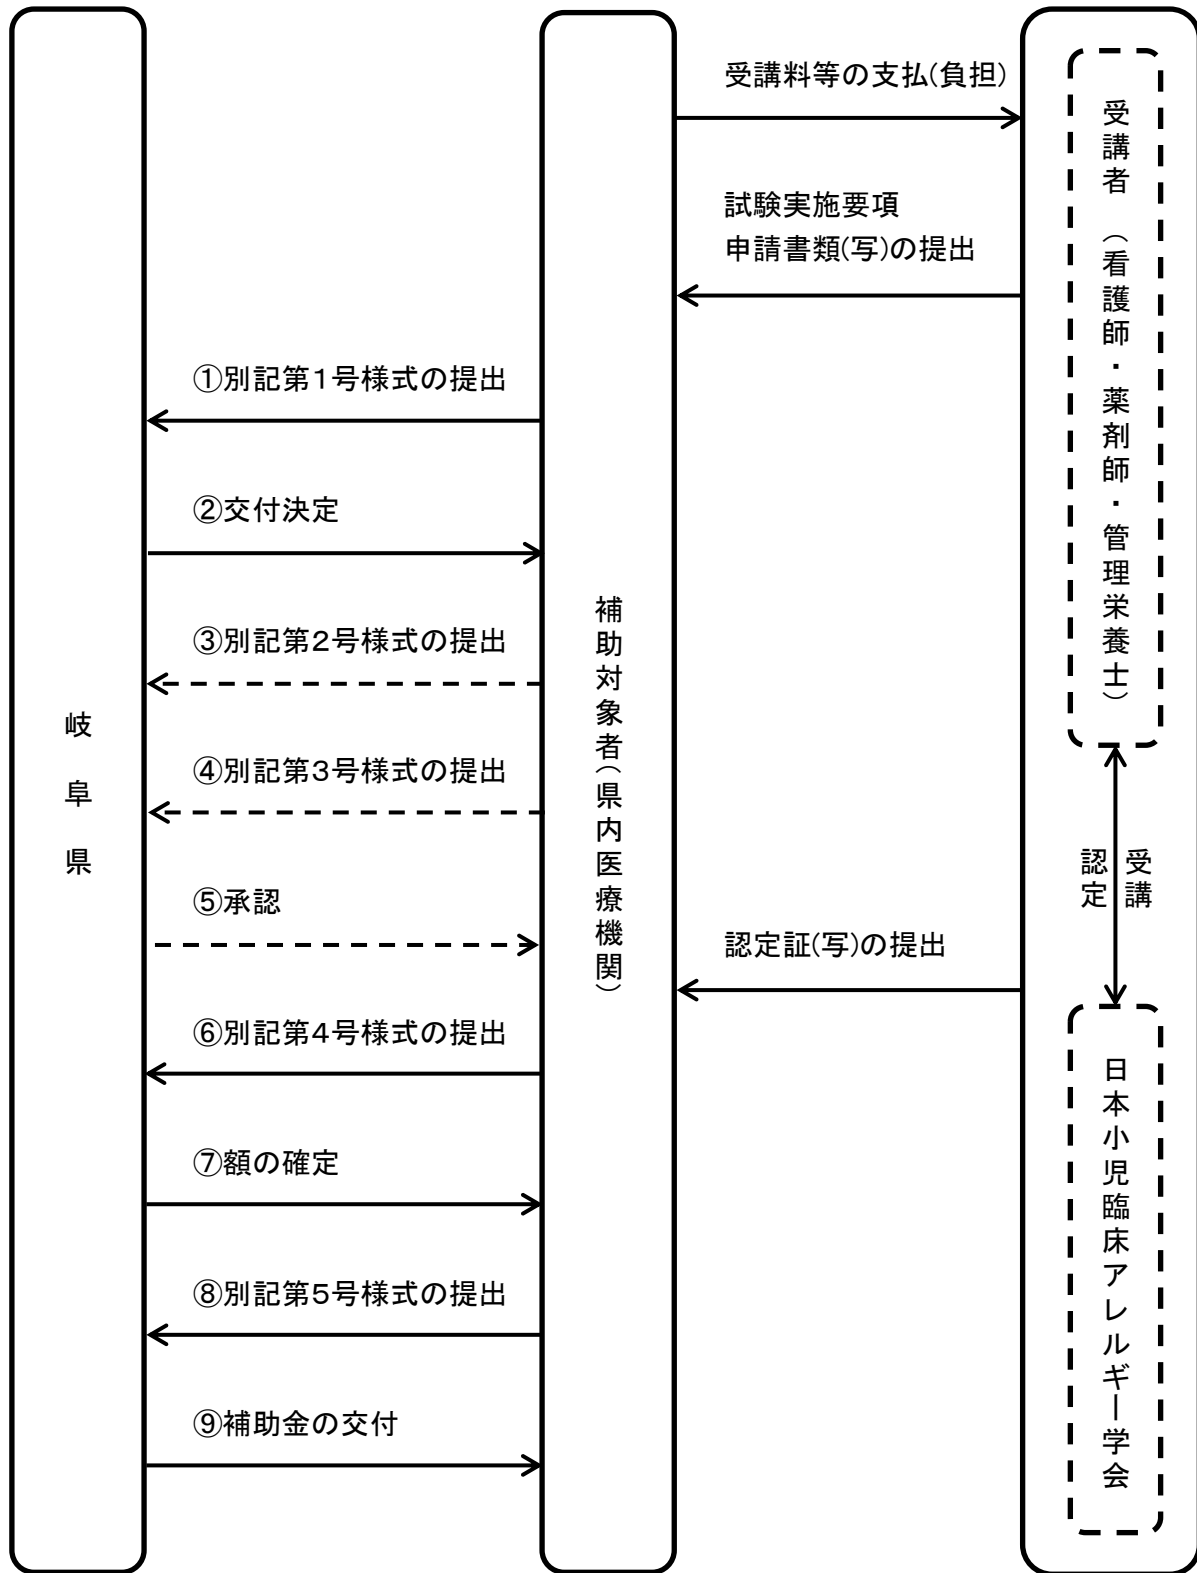 岐阜県
①別記第1号様式の提出
②交付決定
③別記第2号様式の提出
④別記第3号様式の提出
⑤承認
⑥別記第4号様式の提出
⑦額の確定
⑧別記第5号様式の提出
⑨補助金の交付
補助対象者(県内医療機関)
受講料等の支払(負担)
試験実施要項
申請書類(写)の提出
認定証(写)の提出
受講者 (看護師・薬剤師・管理栄養士)
受講
認定
日本小児臨床アレルギー学会